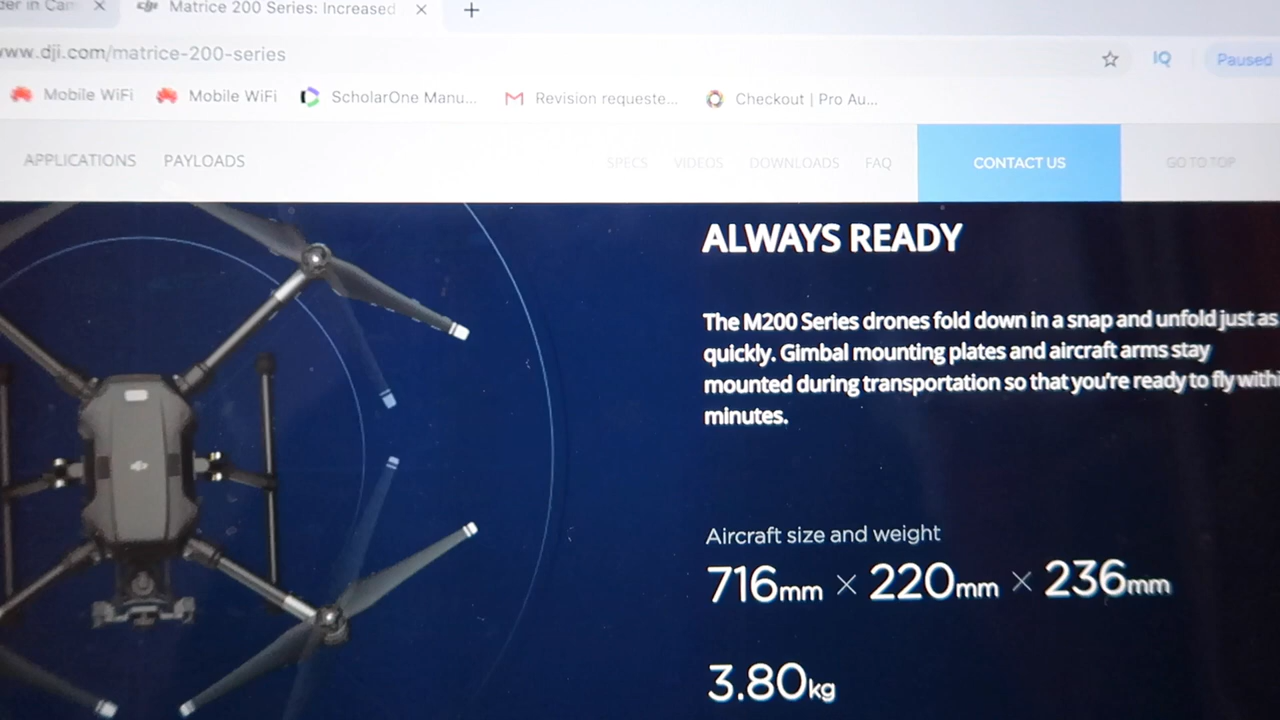 der in Can
Matrice 200 Series: Increased
www.dji.com/matrice-200-series
IQ
Paused
Mobile WiFi
Mobile WiFi
ScholarOne Manu...
Revision requeste...
Checkout | Pro Au...
APPLICATIONS
PAYLOADS
SPECS
VIDEOS
DOWNLOADS
FAQ
CONTACT US
GO TO TOP
ALWAYS READY
The M200 Series drones fold down in a snap and unfold just as
quickly. Gimbal mounting plates and aircraft arms stay
mounted during transportation so that you're ready to fly withi
minutes.
Aircraft size and weight
716mm × 220mm × 236mm
3.80kg